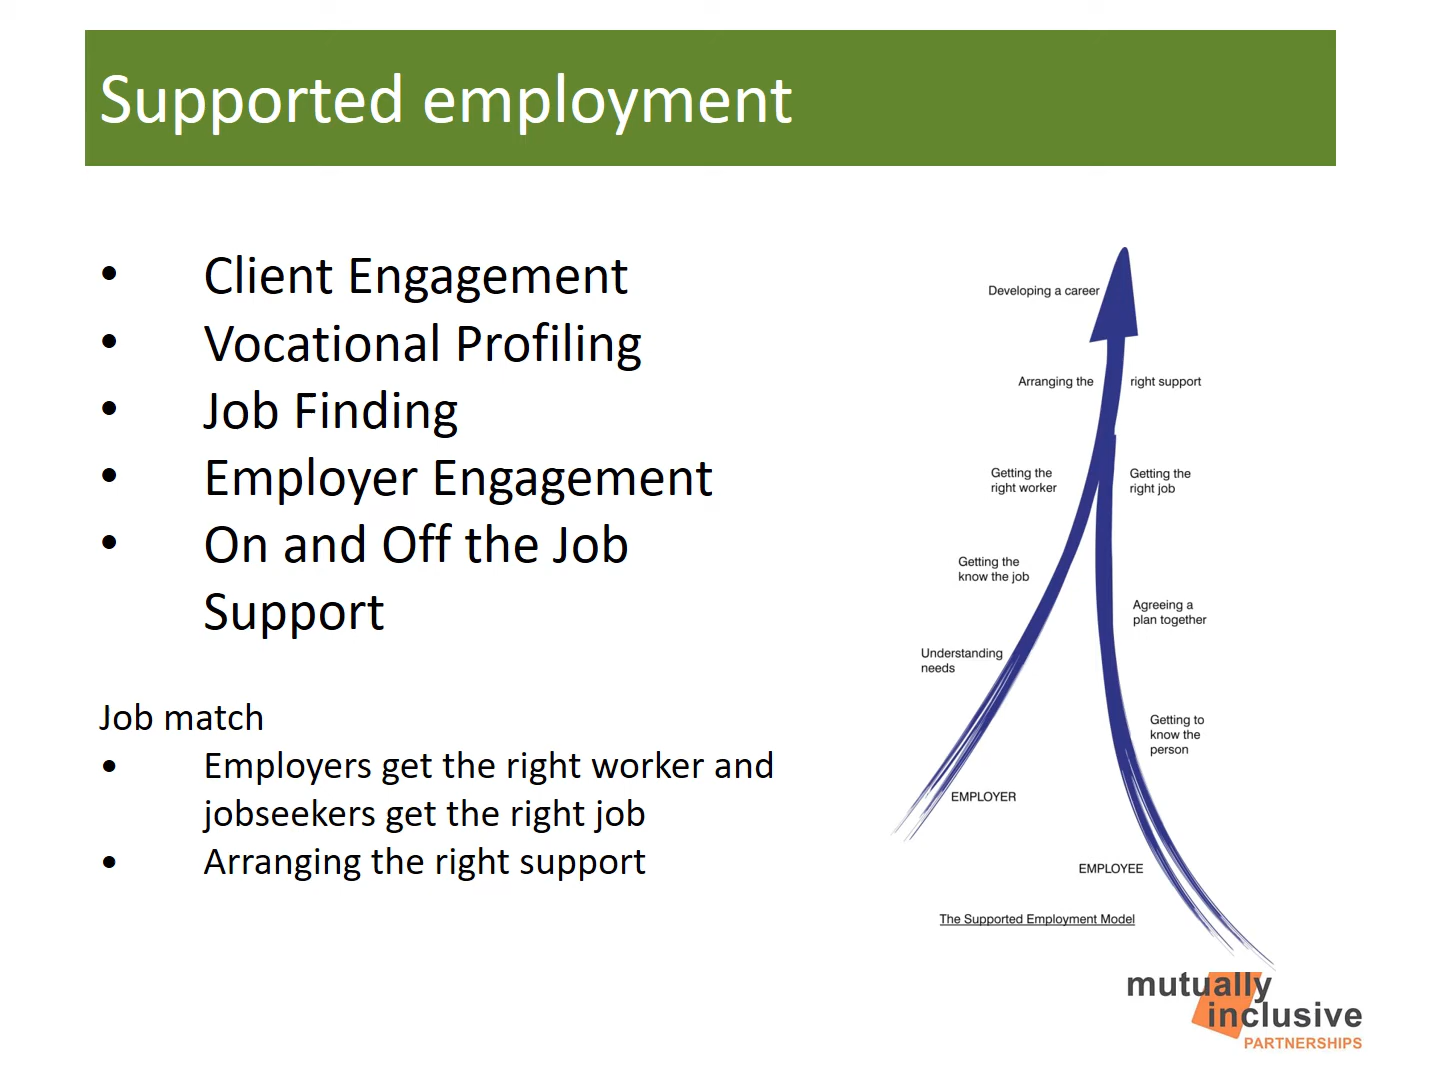 Supported employment
• Client Engagement
• Vocational Profiling
• Job Finding
• Employer Engagement
• On and Off the Job
Support
Job match
• Employers get the right worker and
jobseekers get the right job
• Arranging the right support
Developing a career
Arranging the right support
Getting the
right worker
Getting the
right job
Getting the
know the job
Agreeing a
plan together
Understanding
needs
Getting to
know the
person
EMPLOYER
EMPLOYEE
The Supported Employment Model
mutually
inclusive
PARTNERSHIPS